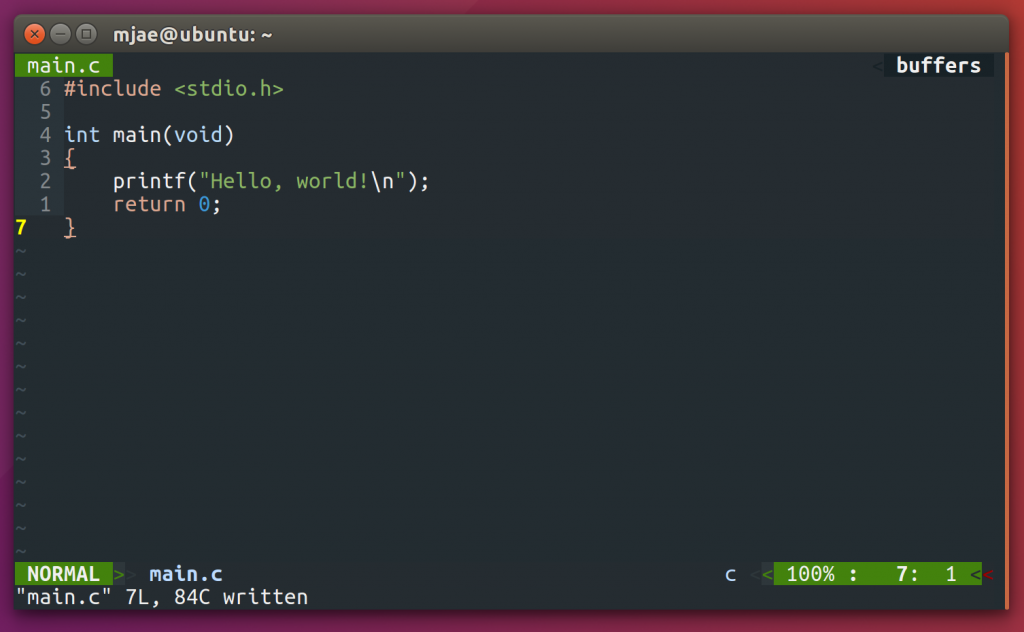 mjae@ubuntu: ~
main.c < buffers
6 #include <stdio.h>
5
4 int main(void)
3 {
2     printf("Hello, world!\n");
1     return 0;
7   }
~
~
~
~
~
~
~
~
~
~
~
~
~
~
NORMAL >> main.c c << 100% : 7: 1 <<
"main.c" 7L, 84C written